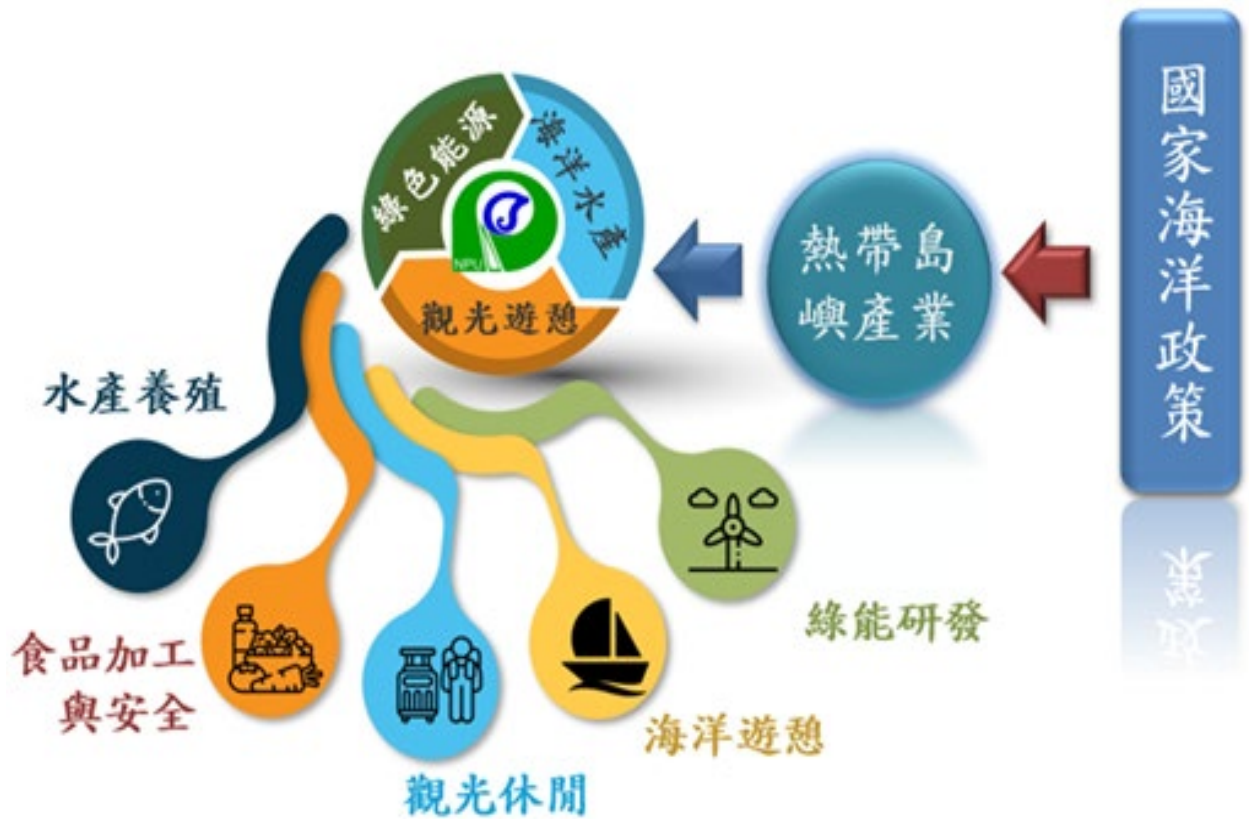 國家海洋政策
熱帶島
嶼產業
綠色能源
海洋水產
觀光遊憩
NPU
水產養殖
食品加工
與安全
觀光休閒
海洋遊憩
綠能研發